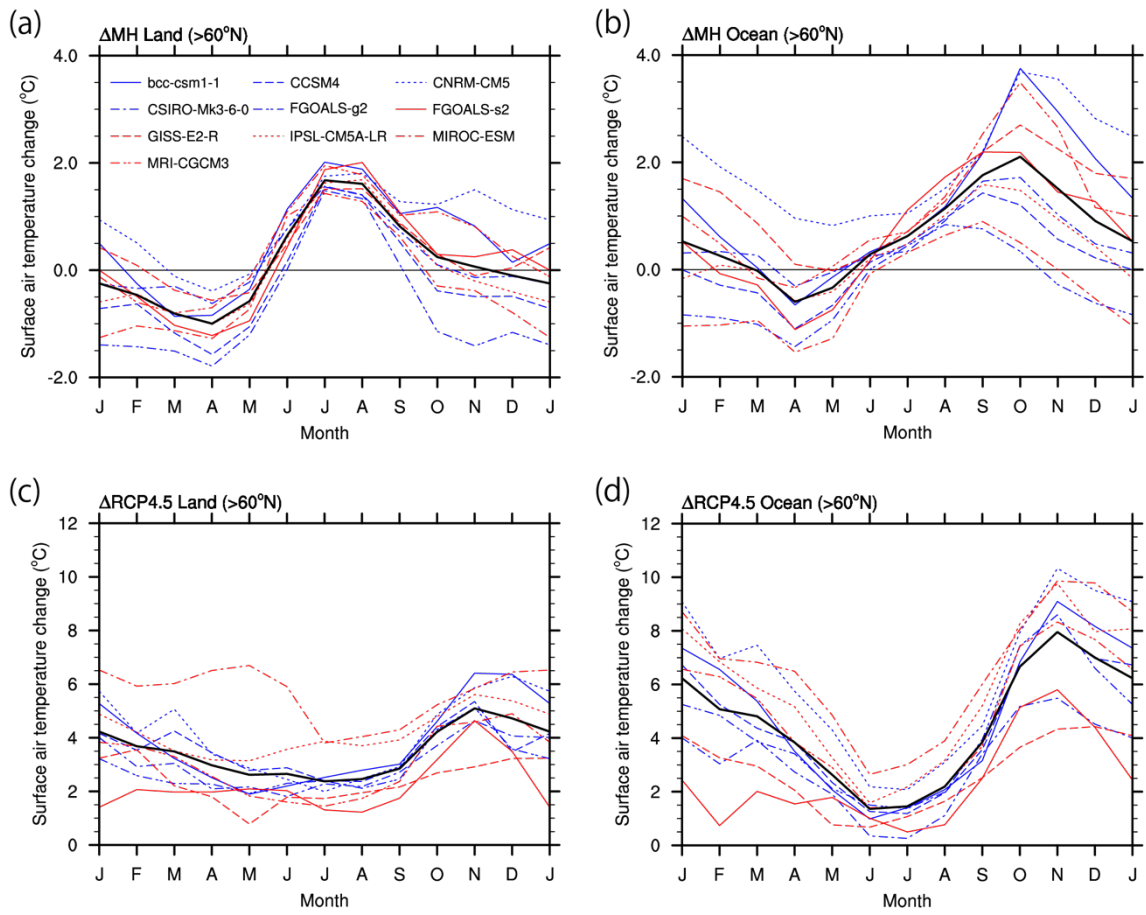 (a)
ΔMH Land (>60°N)
4.0
2.0
0.0
-2.0
Surface air temperature change (°C)
bcc-csm1-1 CCSM4 CNRM-CM5
CSIRO-Mk3-6-0 FGOALS-g2 FGOALS-s2
GISS-E2-R IPSL-CM5A-LR MIROC-ESM
MRI-CGCM3
J F M A M J J A S O N D J
Month
(b)
ΔMH Ocean (>60°N)
4.0
2.0
0.0
-2.0
Surface air temperature change (°C)
J F M A M J J A S O N D J
Month
(c)
ΔRCP4.5 Land (>60°N)
12
10
8
6
4
2
0
Surface air temperature change (°C)
J F M A M J J A S O N D J
Month
(d)
ΔRCP4.5 Ocean (>60°N)
12
10
8
6
4
2
0
Surface air temperature change (°C)
J F M A M J J A S O N D J
Month